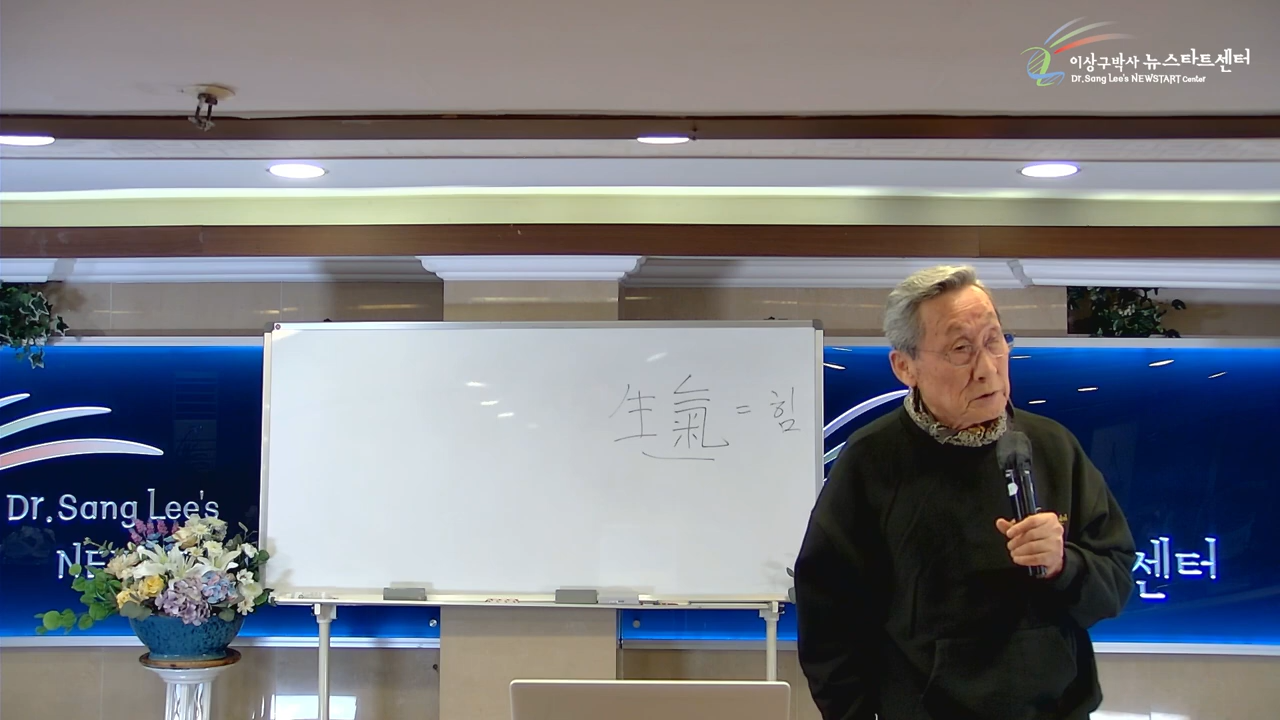 이상구박사 뉴스타트센터
Dr. Sang Lee's NEWSTART Center
生氣 = 힘
Dr. Sang Lee's
NE
센터